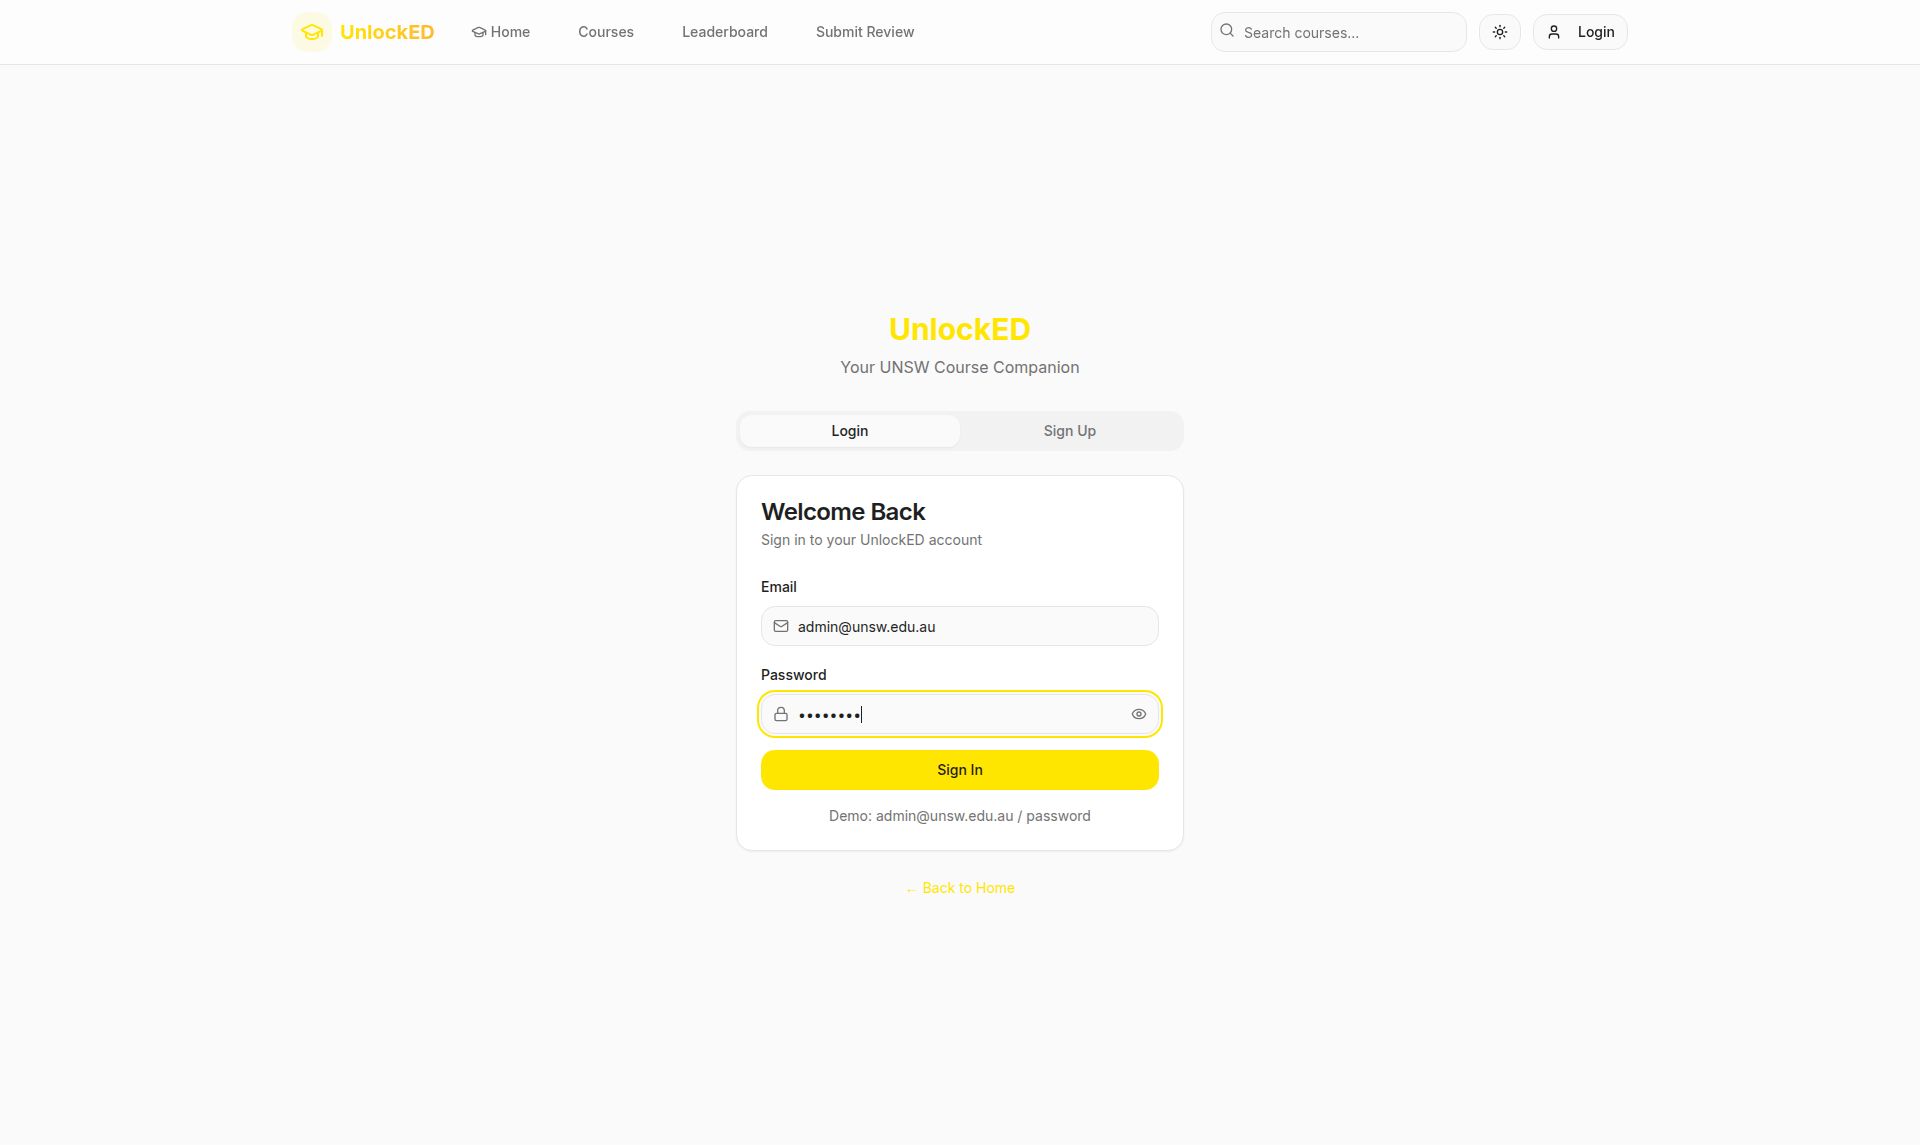 UnlockED Home Courses Leaderboard Submit Review Search courses... Login
UnlockED
Your UNSW Course Companion
Login Sign Up
Welcome Back
Sign in to your UnlockED account
Email
admin@unsw.edu.au
Password
••••••••
Sign In
Demo: admin@unsw.edu.au / password
← Back to Home